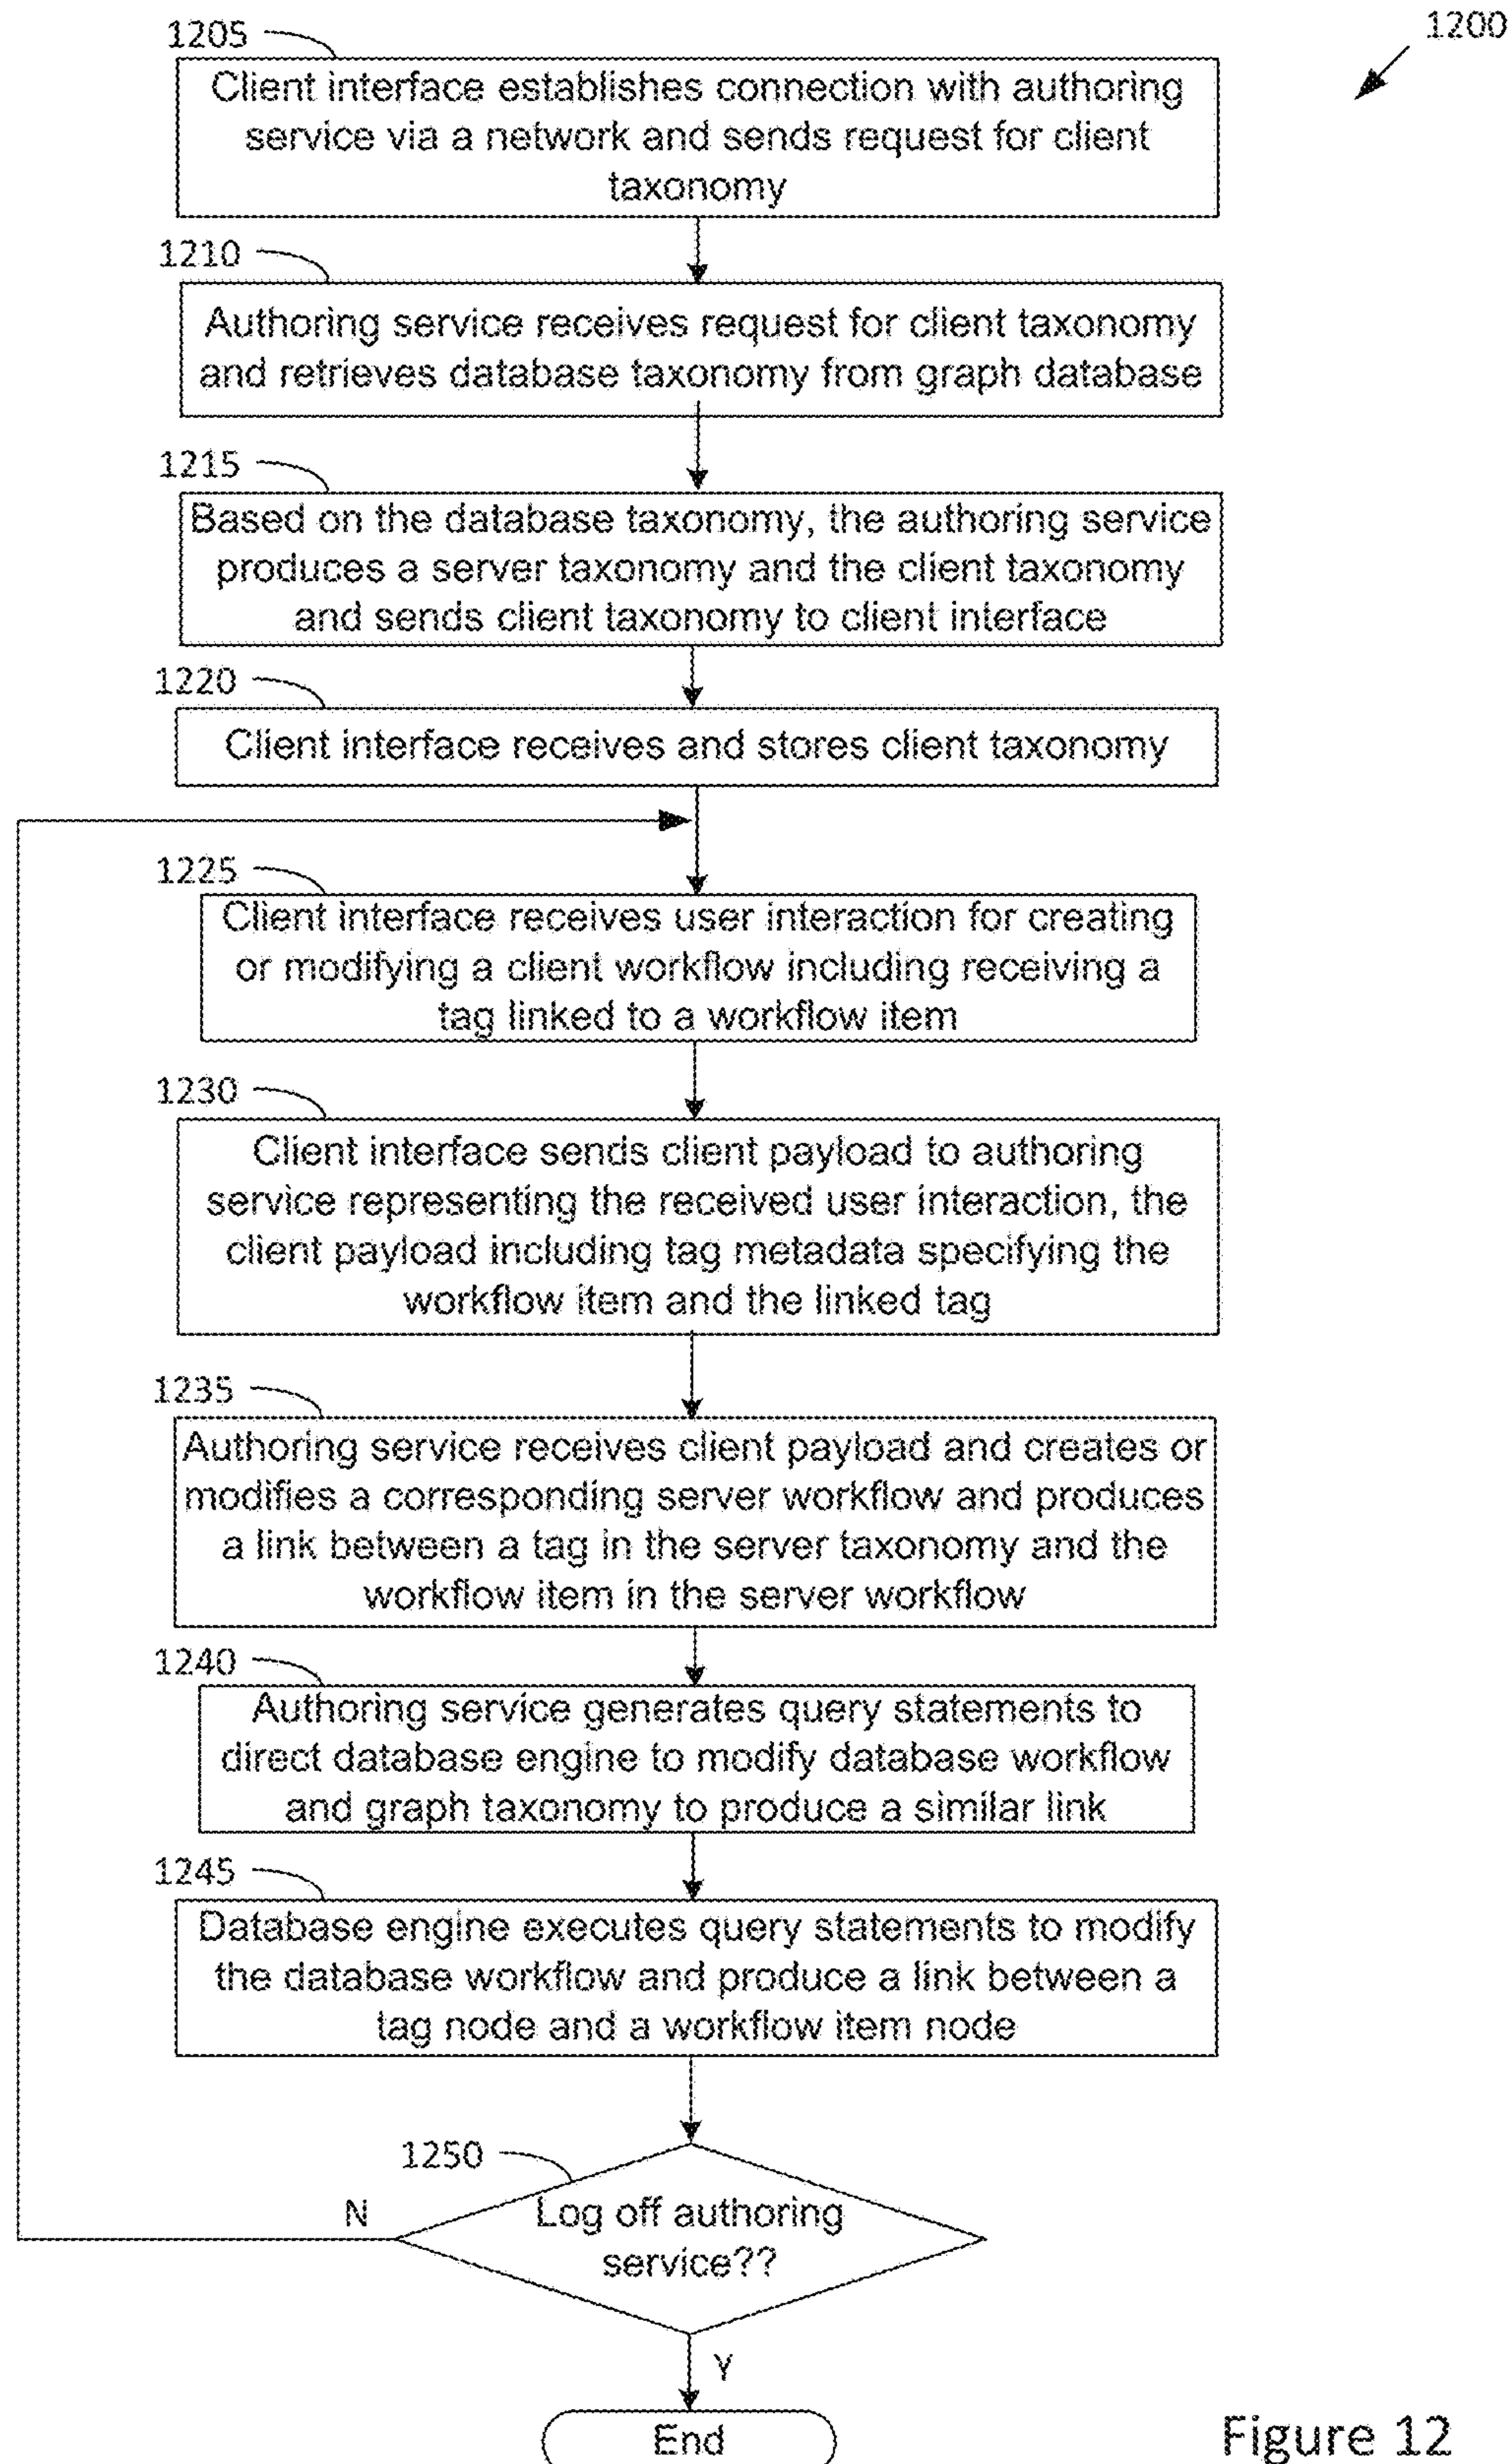 1200
1205
Client interface establishes connection with authoring
service via a network and sends request for client
taxonomy
1210
Authoring service receives request for client taxonomy
and retrieves database taxonomy from graph database
1215
Based on the database taxonomy, the authoring service
produces a server taxonomy and the client taxonomy
and sends client taxonomy to client interface
1220
Client interface receives and stores client taxonomy
1225
Client interface receives user interaction for creating
or modifying a client workflow including receiving a
tag linked to a workflow item
1230
Client interface sends client payload to authoring
service representing the received user interaction, the
client payload including tag metadata specifying the
workflow item and the linked tag
1235
Authoring service receives client payload and creates or
modifies a corresponding server workflow and produces
a link between a tag in the server taxonomy and the
workflow item in the server workflow
1240
Authoring service generates query statements to
direct database engine to modify database workflow
and graph taxonomy to produce a similar link
1245
Database engine executes query statements to modify
the database workflow and produce a link between a
tag node and a workflow item node
1250
Log off authoring
service??
N
Y
End
Figure 12